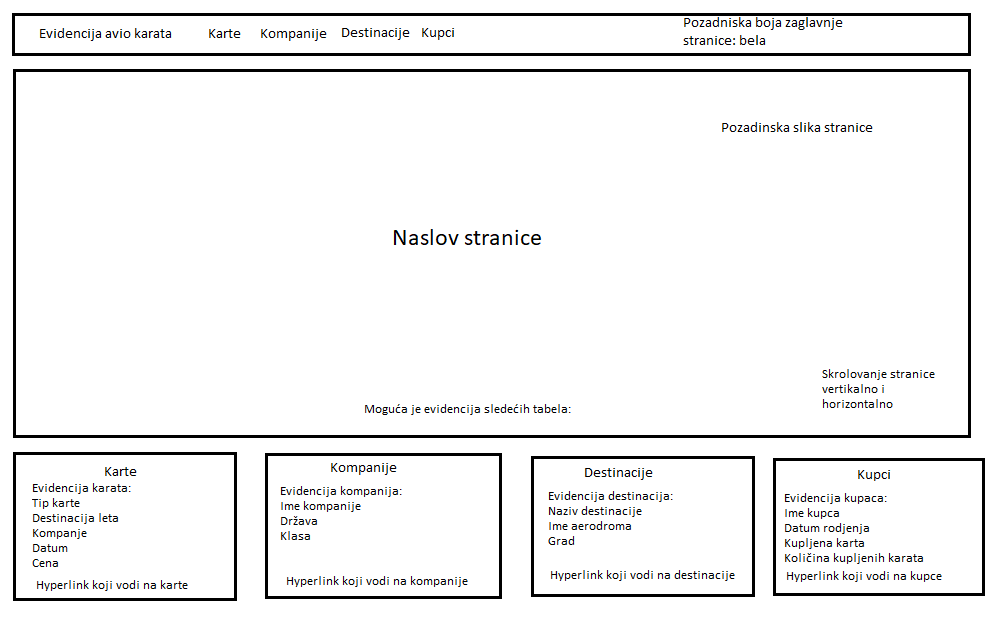 Evidencija avio karata Karte Kompanije Destinacije Kupci
Pozadniska boja zaglavnje
stranice: bela
Pozadinska slika stranice
Naslov stranice
Skrolovanje stranice
vertikalno i
horizontalno
Moguća je evidencija sledećih tabela:
Karte
Evidencija karata:
Tip karte
Destinacija leta
Kompanje
Datum
Cena
Hyperlink koji vodi na karte
Kompanije
Evidencija kompanija:
Ime kompanije
Država
Klasa
Hyperlink koji vodi na kompanije
Destinacije
Evidencija destinacija:
Naziv destinacije
Ime aerodroma
Grad
Hyperlink koji vodi na destinacije
Kupci
Evidencija kupaca:
Ime kupca
Datum rodjenja
Kupljena karta
Količina kupljenih karata
Hyperlink koji vodi na kupce